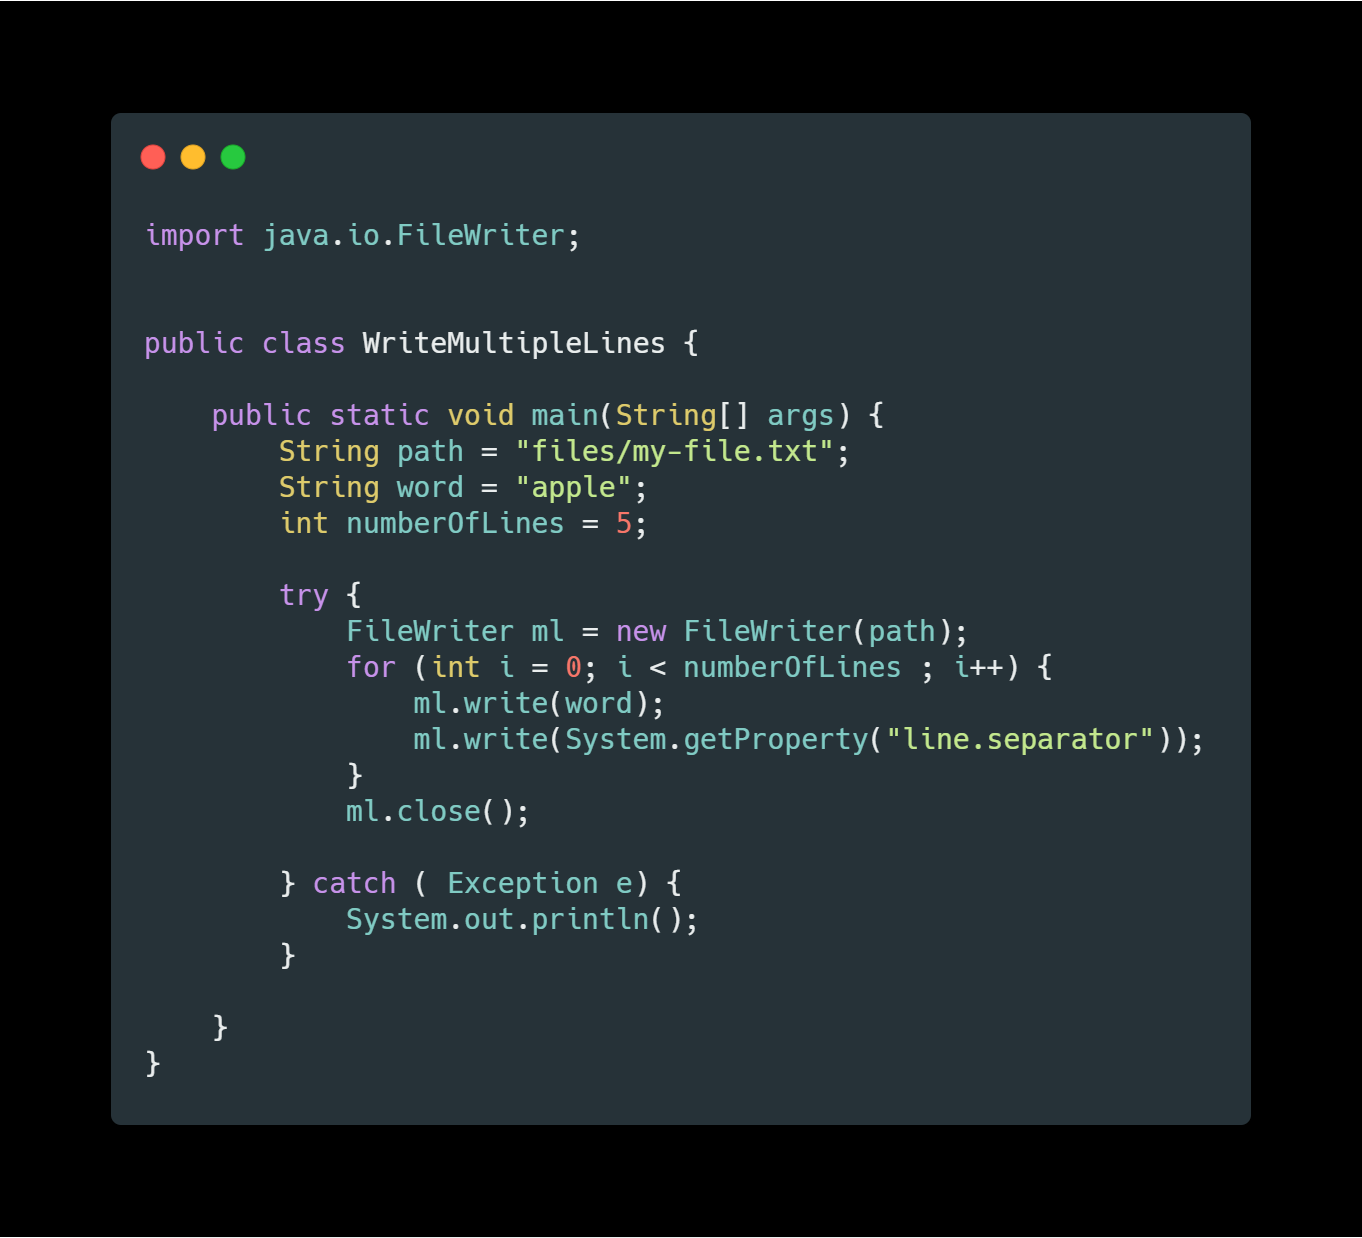 import java.io.FileWriter;
public class WriteMultipleLines {
    public static void main(String[] args) {
        String path = "files/my-file.txt";
        String word = "apple";
        int numberOfLines = 5;
        try {
            FileWriter ml = new FileWriter(path);
            for (int i = 0; i < numberOfLines ; i++) {
                ml.write(word);
                ml.write(System.getProperty("line.separator"));
            }
            ml.close();
        } catch ( Exception e) {
            System.out.println();
        }
    }
}